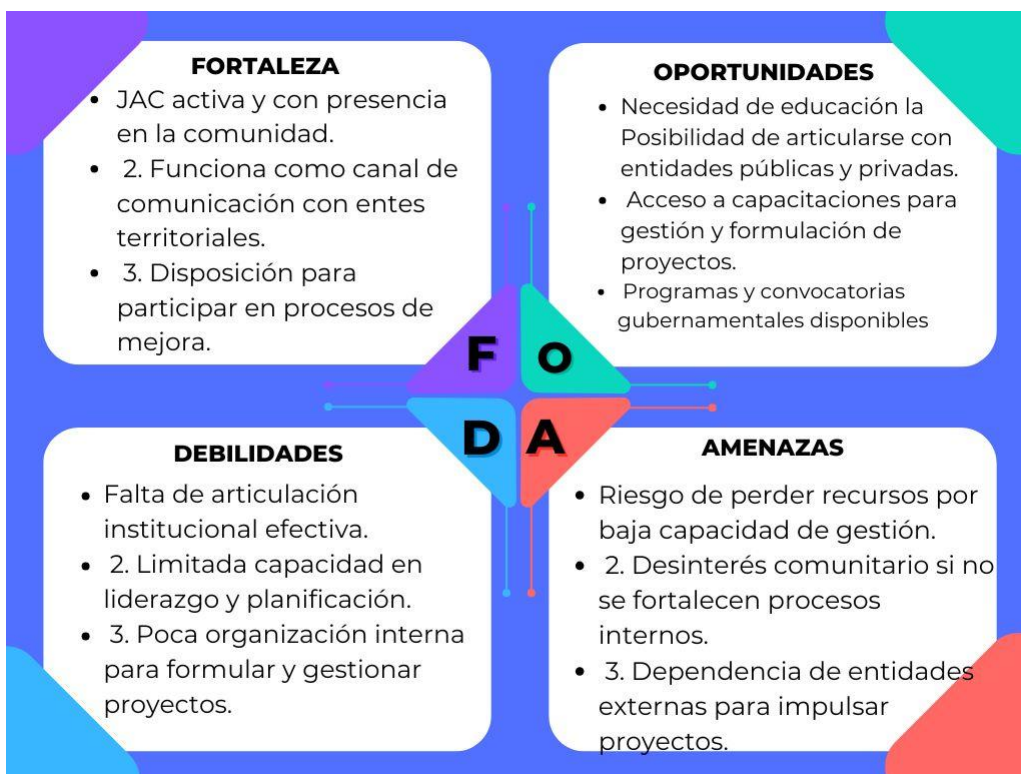 FORTALEZA
• JAC activa y con presencia
en la comunidad.
• 2. Funciona como canal de
comunicación con entes
territoriales.
• 3. Disposición para
participar en procesos de
mejora.
OPORTUNIDADES
• Necesidad de educación la
Posibilidad de articularse con
entidades públicas y privadas.
• Acceso a capacitaciones para
gestión y formulación de
proyectos.
• Programas y convocatorias
gubernamentales disponibles
F
O
D
A
DEBILIDADES
• Falta de articulación
institucional efectiva.
• 2. Limitada capacidad en
liderazgo y planificación.
• 3. Poca organización interna
para formular y gestionar
proyectos.
AMENAZAS
• Riesgo de perder recursos por
baja capacidad de gestión.
• 2. Desinterés comunitario si no
se fortalecen procesos
internos.
• 3. Dependencia de entidades
externas para impulsar
proyectos.